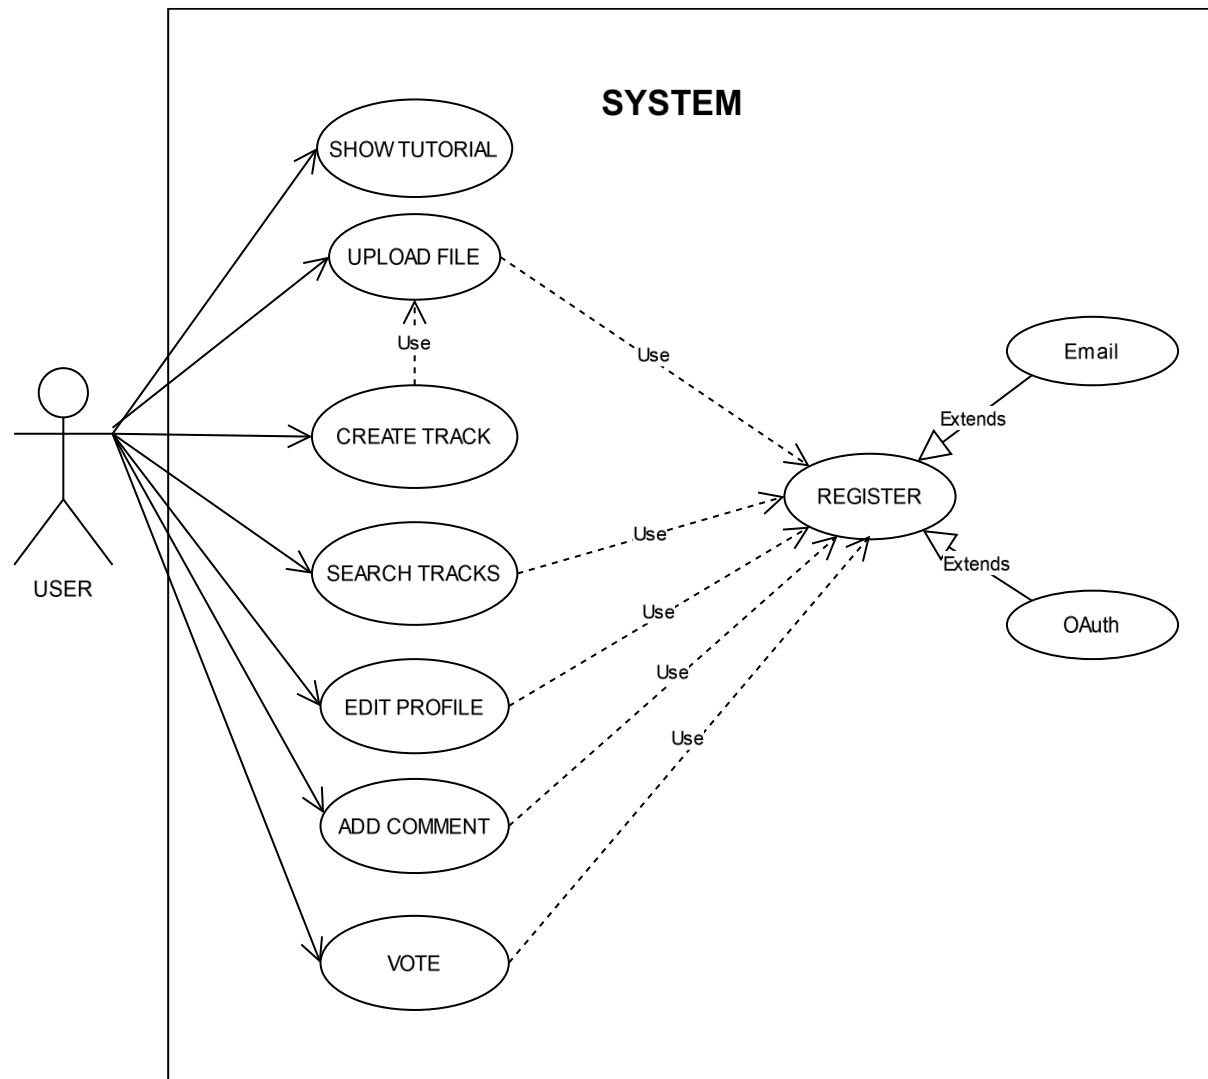 SYSTEM
SHOW TUTORIAL
UPLOAD FILE
Use
Use
Email
Extends
CREATE TRACK
REGISTER
Use
SEARCH TRACKS
Extends
USER
Use
OAuth
EDIT PROFILE
Use
Use
ADD COMMENT
VOTE